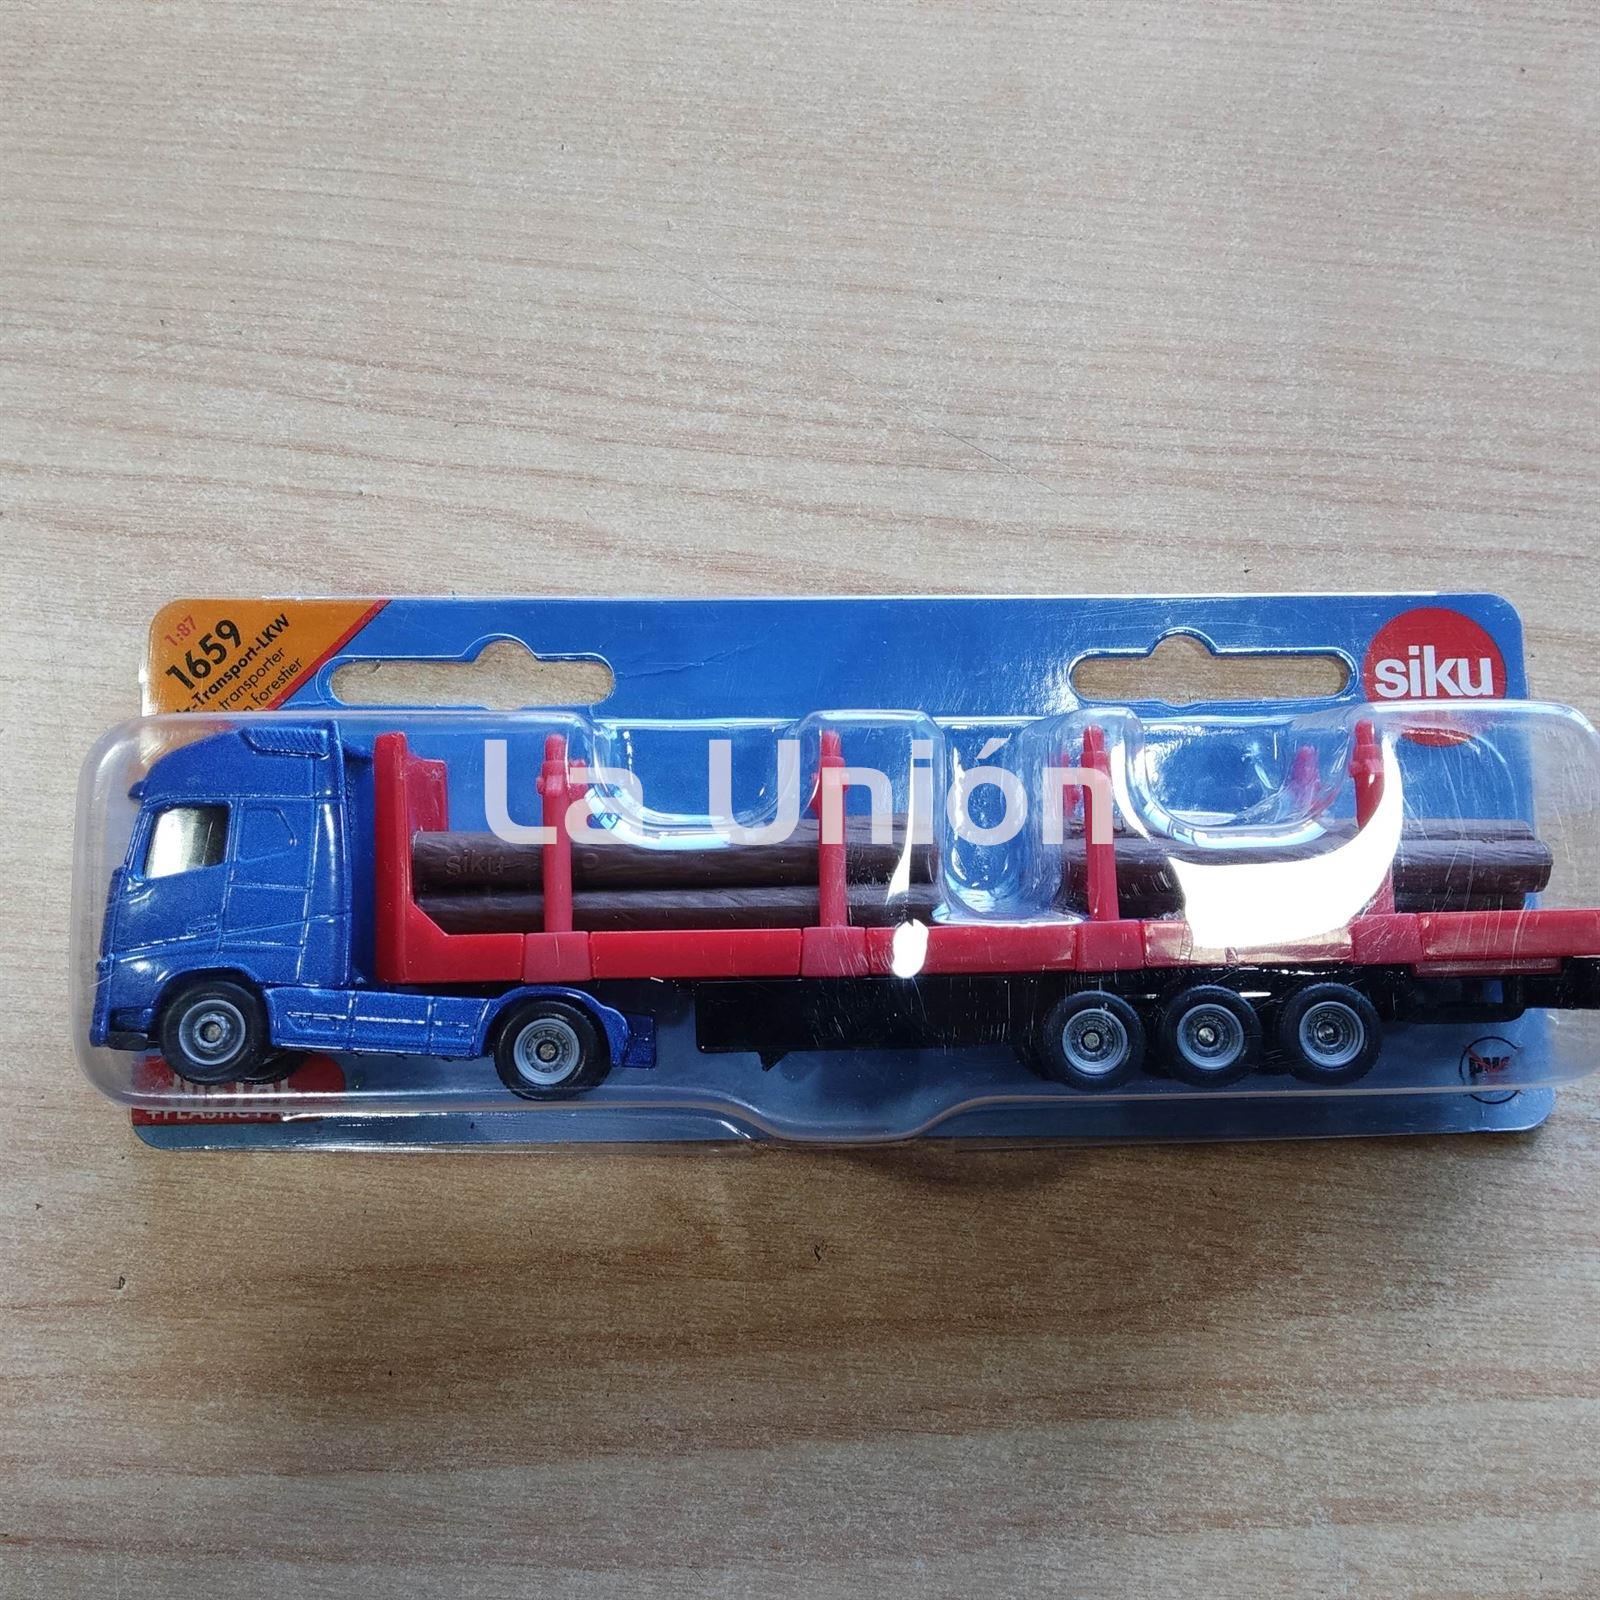 1:87
1659
-Transport-LKW
transporter
forestier
siku
La Unión
siku